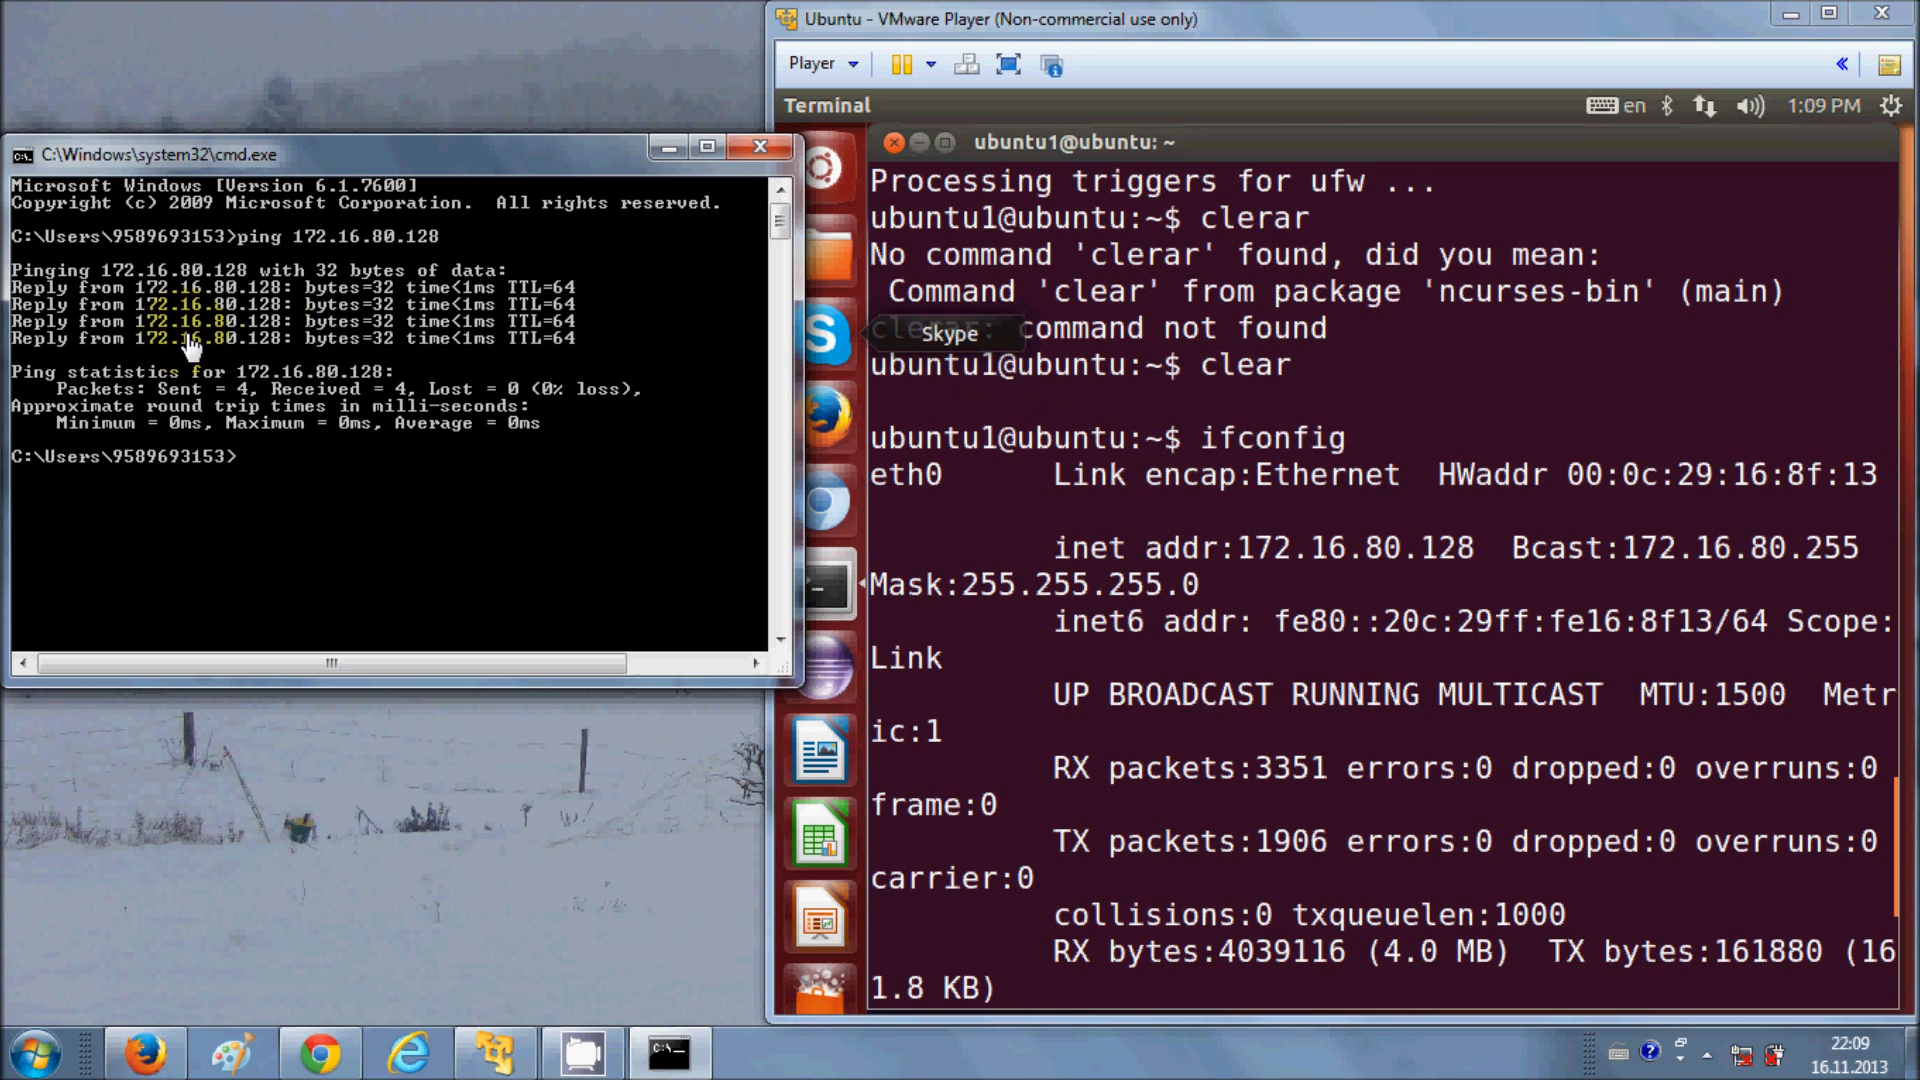 Ubuntu - VMware Player (Non-commercial use only)
Player
Terminal
en
1:09 PM
C:\Windows\system32\cmd.exe
Microsoft Windows [Version 6.1.7600]
Copyright (c) 2009 Microsoft Corporation.  All rights reserved.
C:\Users\9589693153>ping 172.16.80.128
Pinging 172.16.80.128 with 32 bytes of data:
Reply from 172.16.80.128: bytes=32 time<1ms TTL=64
Reply from 172.16.80.128: bytes=32 time<1ms TTL=64
Reply from 172.16.80.128: bytes=32 time<1ms TTL=64
Reply from 172.16.80.128: bytes=32 time<1ms TTL=64
Ping statistics for 172.16.80.128:
Packets: Sent = 4, Received = 4, Lost = 0 (0% loss),
Approximate round trip times in milli-seconds:
Minimum = 0ms, Maximum = 0ms, Average = 0ms
C:\Users\9589693153>
ubuntu1@ubuntu: ~
Processing triggers for ufw ...
ubuntu1@ubuntu:~$ clerar
No command 'clerar' found, did you mean:
Command 'clear' from package 'ncurses-bin' (main)
clerar: command not found
Skype
ubuntu1@ubuntu:~$ clear
ubuntu1@ubuntu:~$ ifconfig
eth0      Link encap:Ethernet  HWaddr 00:0c:29:16:8f:13
inet addr:172.16.80.128  Bcast:172.16.80.255
Mask:255.255.255.0
inet6 addr: fe80::20c:29ff:fe16:8f13/64 Scope:
Link
UP BROADCAST RUNNING MULTICAST  MTU:1500  Metr
ic:1
RX packets:3351 errors:0 dropped:0 overruns:0
frame:0
TX packets:1906 errors:0 dropped:0 overruns:0
carrier:0
collisions:0 txqueuelen:1000
RX bytes:4039116 (4.0 MB)  TX bytes:161880 (16
1.8 KB)
22:09
16.11.2013